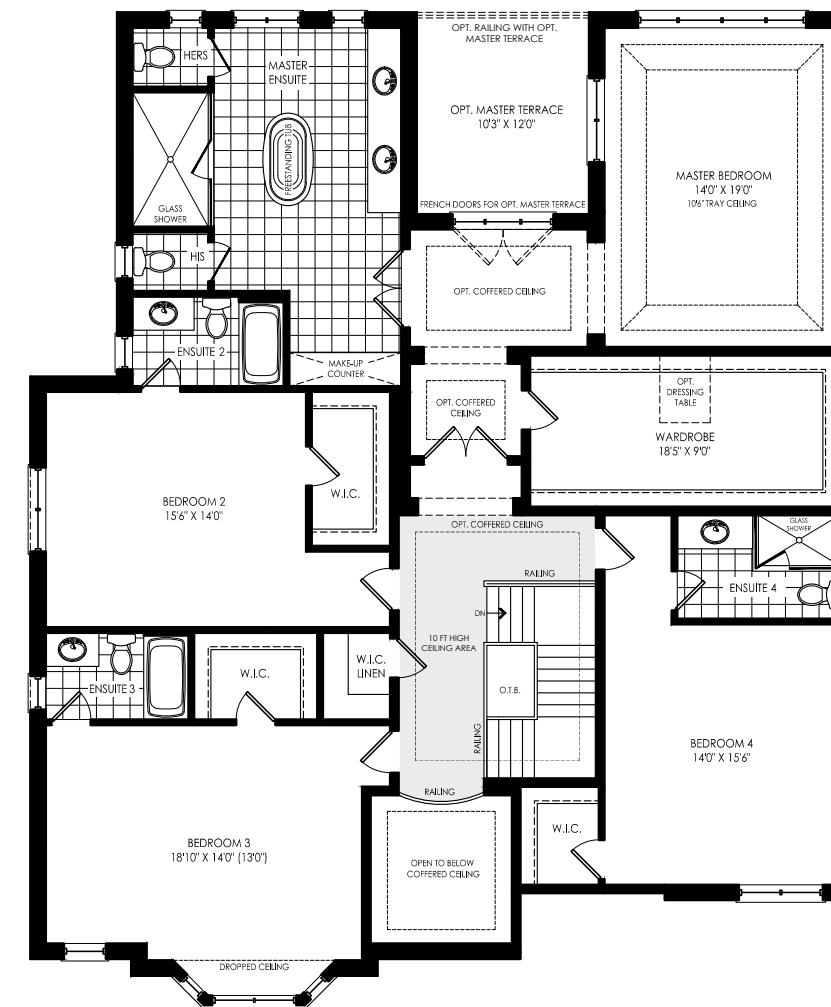 HERS
MASTER
ENSUITE
FREESTANDING TUB
GLASS
SHOWER
HIS
OPT. RAILING WITH OPT.
MASTER TERRACE
OPT. MASTER TERRACE
10'3" X 12'0"
FRENCH DOORS FOR OPT. MASTER TERRACE
MASTER BEDROOM
14'0" X 19'0"
10'6" TRAY CEILING
OPT. COFFERED CEILING
ENSUITE 2
MAKE-UP
COUNTER
OPT. COFFERED
CEILING
OPT.
DRESSING
TABLE
WARDROBE
18'5" X 9'0"
BEDROOM 2
15'6" X 14'0"
W.I.C.
OPT. COFFERED CEILING
GLASS
SHOWER
RAILING
ENSUITE 4
DN
10 FT HIGH
CEILING AREA
W.I.C.
LINEN
W.I.C.
ENSUITE 3
O.T.B.
RAILING
BEDROOM 4
14'0" X 15'6"
RAILING
BEDROOM 3
18'10" X 14'0" (13'0")
W.I.C.
OPEN TO BELOW
COFFERED CEILING
DROPPED CEILING